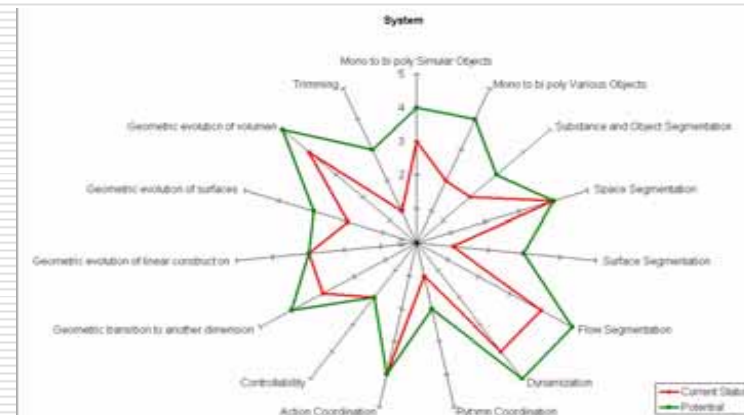 System
Mono to bi poly Simular Objects
Trimming
Mono to bi poly Various Objects
5
4
3
2
Geometric evolution of volumen
Substance and Object Segmentation
Geometric evolution of surfaces
Space Segmentation
Geometric evolution of linear construction
Surface Segmentation
Geometric transition to another dimension
Flow Segmentation
Controllability
Dynamization
Action Coordination
Rythmn Coordination
Current Status
Potential